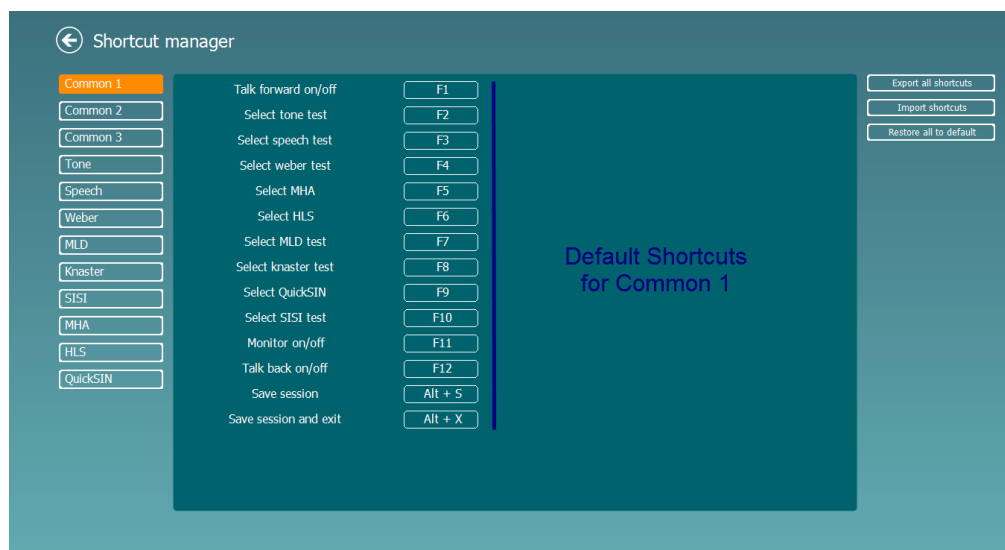 Shortcut manager
Common 1
Common 2
Common 3
Tone
Speech
Weber
MLD
Knaster
SISI
MHA
HLS
QuickSIN
Talk forward on/off F1
Select tone test F2
Select speech test F3
Select weber test F4
Select MHA F5
Select HLS F6
Select MLD test F7
Select knaster test F8
Select QuickSIN F9
Select SISI test F10
Monitor on/off F11
Talk back on/off F12
Save session Alt + S
Save session and exit Alt + X
Default Shortcuts
for Common 1
Export all shortcuts
Import shortcuts
Restore all to default